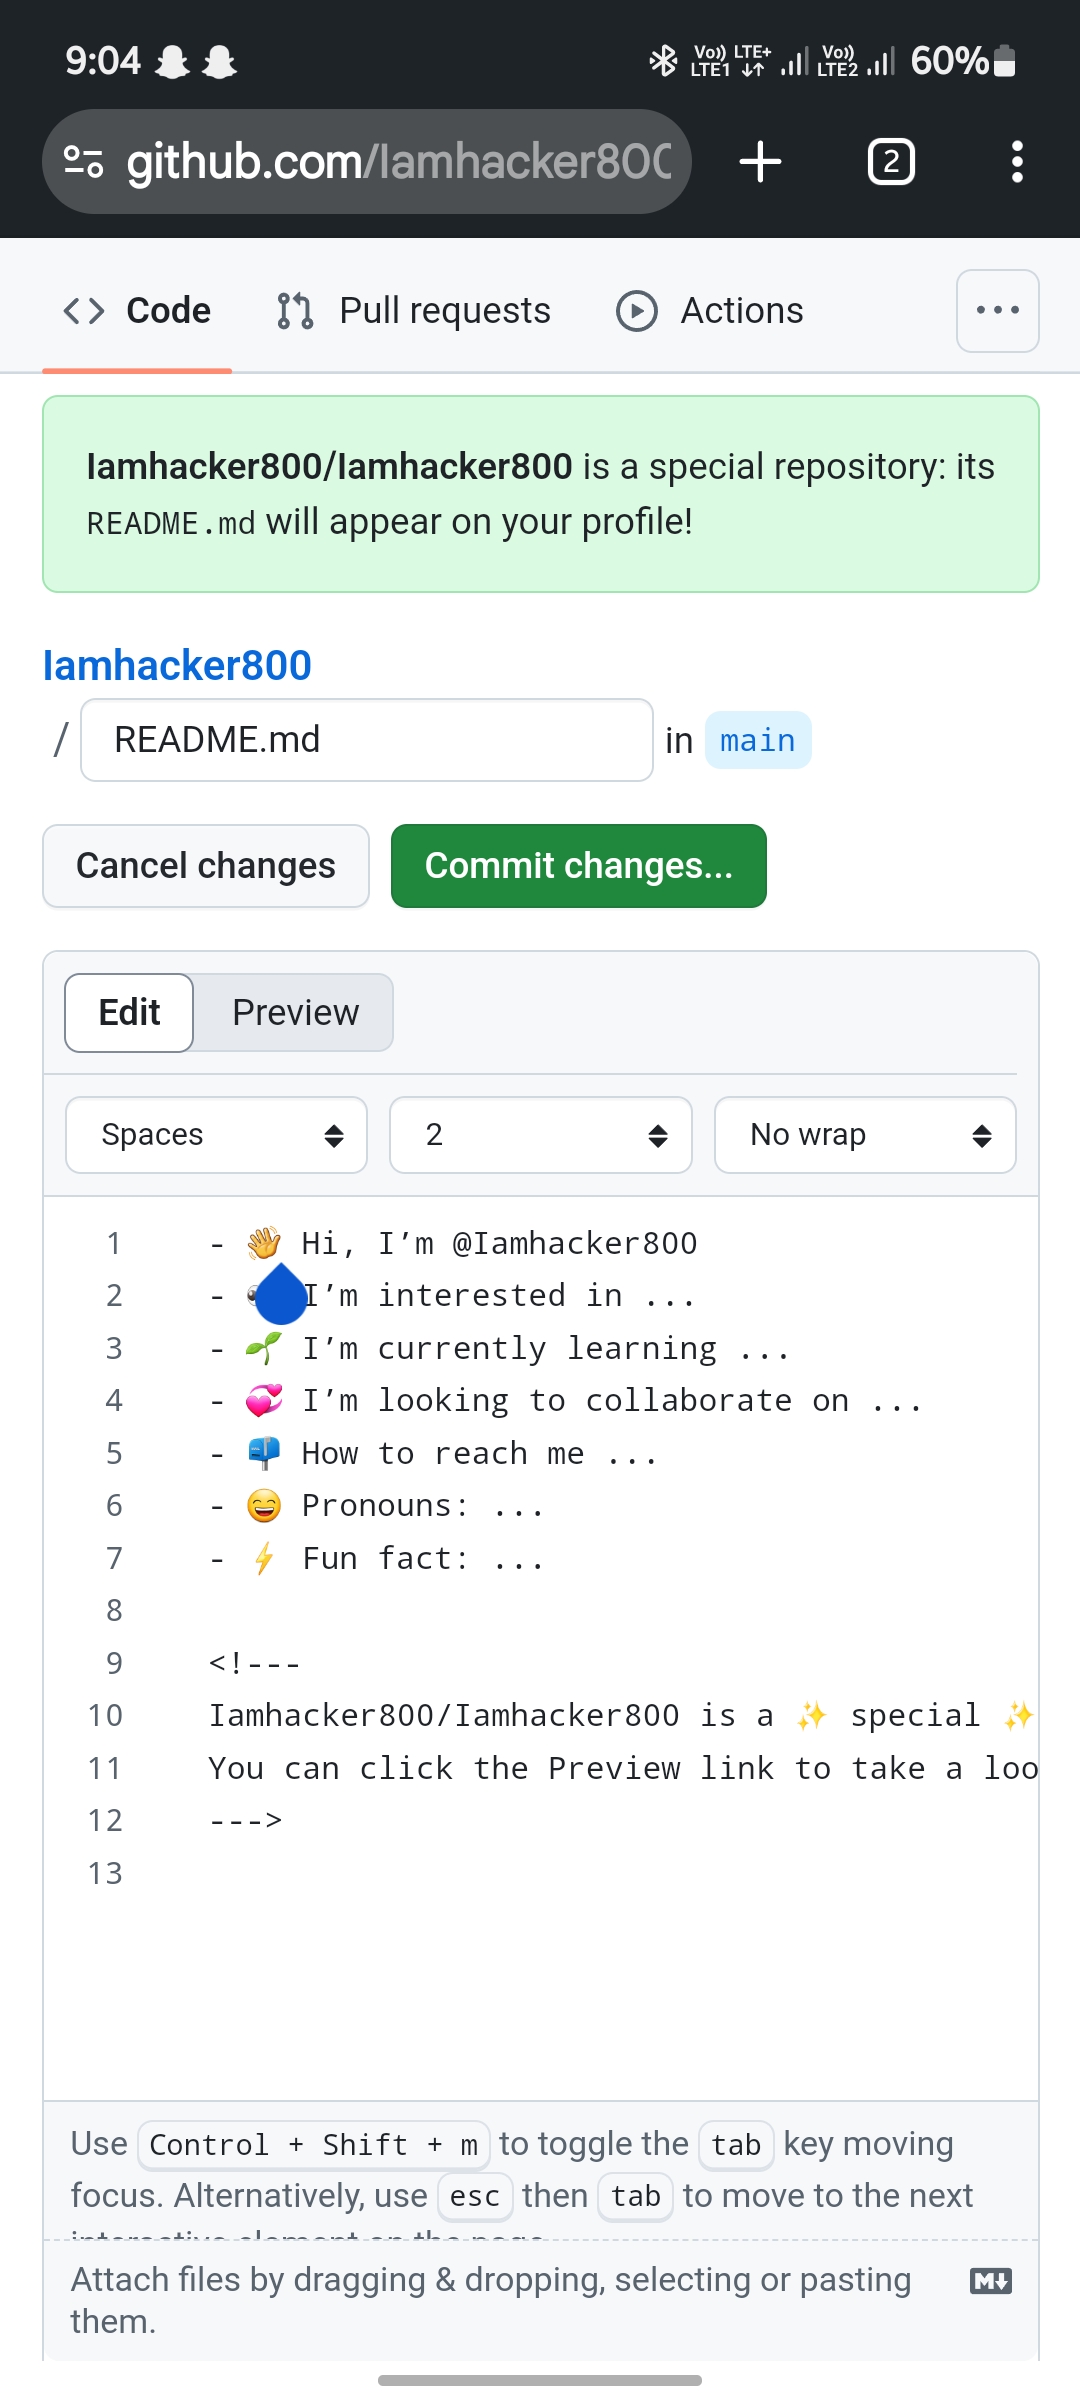 9:04 Vo)) LTE1 LTE+ Vo)) LTE2 60%
github.com/Iamhacker800
2
Code Pull requests Actions
Iamhacker800/Iamhacker800 is a special repository: its
README.md will appear on your profile!
Iamhacker800
/ README.md in main
Cancel changes Commit changes...
Edit Preview
Spaces 2 No wrap
1 - 👋 Hi, I’m @Iamhacker800
2 - I’m interested in ...
3 - 🌱 I’m currently learning ...
4 - 💞️ I’m looking to collaborate on ...
5 - 📫 How to reach me ...
6 - 😄 Pronouns: ...
7 - ⚡ Fun fact: ...
8
9 <!---
10 Iamhacker800/Iamhacker800 is a ✨ special ✨
11 You can click the Preview link to take a loo
12 --->
13
Use Control + Shift + m to toggle the tab key moving
focus. Alternatively, use esc then tab to move to the next
interactive element on the page.
Attach files by dragging & dropping, selecting or pasting
them.